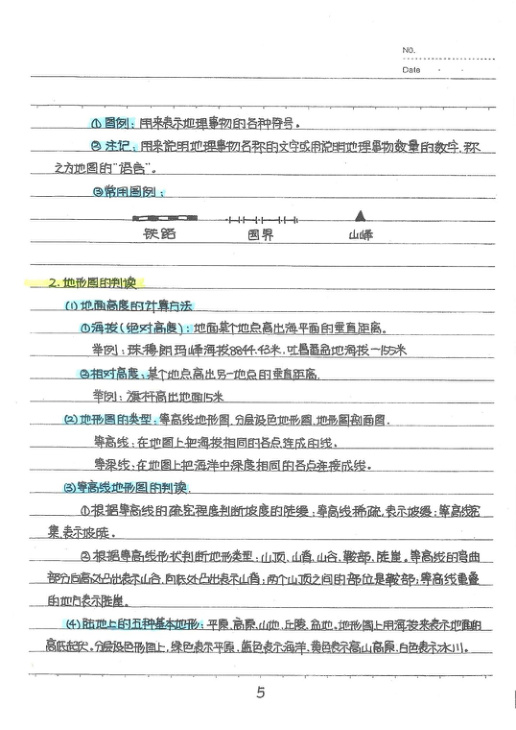 NO.
Date
① 图例：用来表示地理事物的各种符号。
② 注记：用来说明地理事物名称的文字或用说明地理事物数量的数字，称
之为地图的“语言”。
③常用图例：
铁路 国界 山峰
2.地形图的判读
(1) 地面高度的计算方法
①海拔(绝对高度)：地面某个地点高出海平面的垂直距离。
举例：珠穆朗玛峰海拔8844.43米，吐鲁番盆地海拔-155米
②相对高度：某个地点高出另一地点的垂直距离。
举例：旗杆高出地面15米
(2)地形图的类型：等高线地形图，分层设色地形图，地形图剖面图。
等高线：在地图上把海拔相同的各点连成的线。
等深线：在地图上把海洋中深度相同的各点连接成线。
(3)等高线地形图的判读。
①根据等高线的疏密程度判断坡度的陡缓：等高线稀疏，表示坡缓；等高线密
集，表示坡陡。
②根据等高线形状判断地形类型：山顶、山脊、山谷、鞍部、陡崖。等高线的弯曲
部分向高处凸出表示山谷，向低处凸出表示山脊；两个山顶之间的部位是鞍部；等高线重叠
的地方表示陡崖。
(4)陆地上的五种基本地形：平原、高原、山地、丘陵、盆地。地形图上用海拔来表示地面的
高低起伏。分层设色形图上，绿色表示平原，蓝色表示海洋，黄色表示高山高原，白色表示冰川。
5